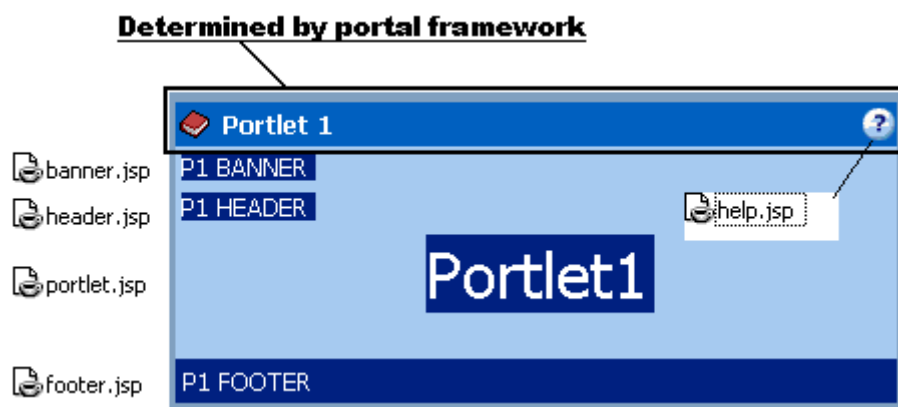 Determined by portal framework
Portlet 1
?
banner.jsp P1 BANNER
header.jsp P1 HEADER
help.jsp
portlet.jsp Portlet1
footer.jsp P1 FOOTER